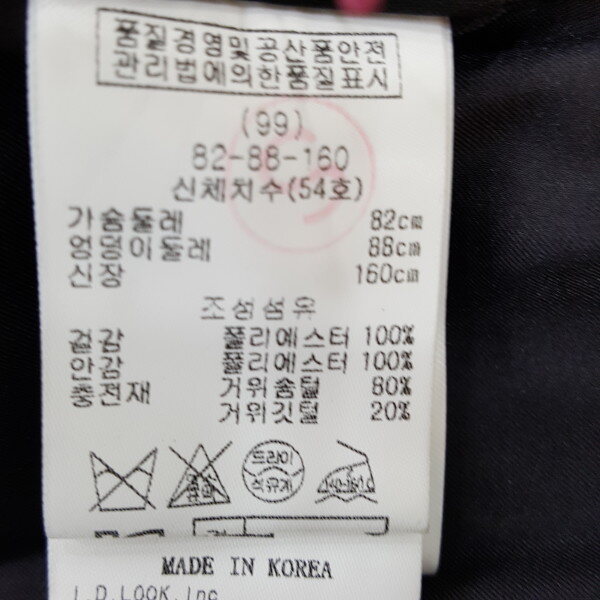 품질경영및공산품안전
관리법에의한품질표시
(99)
82-88-160
신체치수(54호)
가슴둘레 82cm
엉덩이둘레 88cm
신장 160cm
조성섬유
겉감 폴리에스터 100%
안감 폴리에스터 100%
충전재 거위솜털 80%
거위깃털 20%
드라이
석유계
140-160℃
MADE IN KOREA
I.D.LOOK.Inc